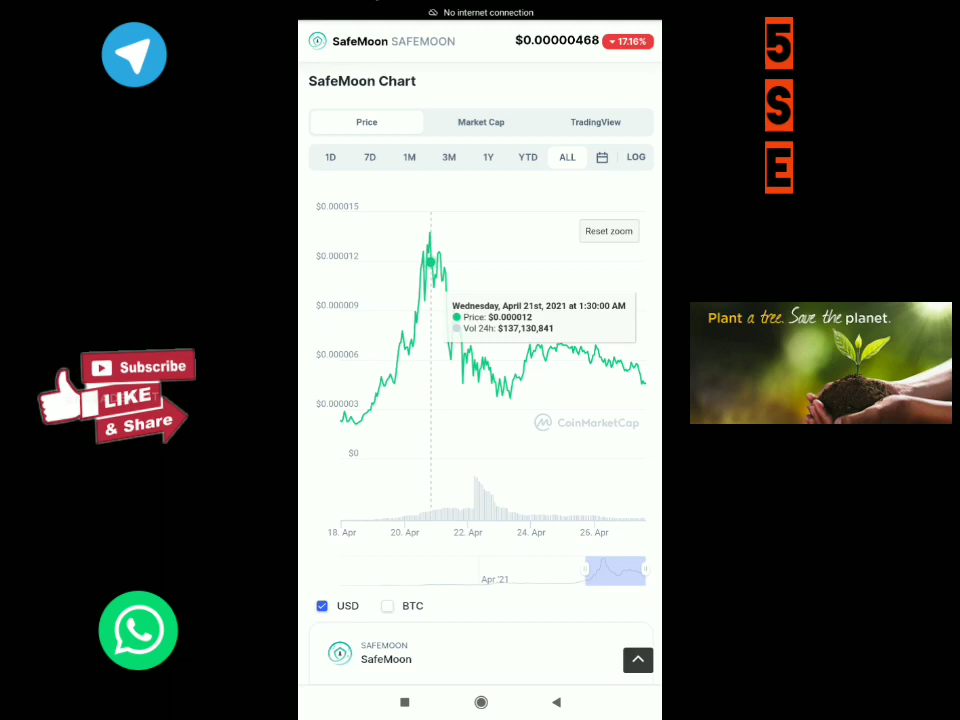 No internet connection
SafeMoon SAFEMOON $0.00000468 17.16%
SafeMoon Chart
Price Market Cap TradingView
1D 7D 1M 3M 1Y YTD ALL LOG
$0.000015
Reset zoom
$0.000012
$0.000009
Wednesday, April 21st, 2021 at 1:30:00 AM
Price: $0.000012
Vol 24h: $137,130,841
$0.000006
$0.000003
CoinMarketCap
$0
18. Apr 20. Apr 22. Apr 24. Apr 26. Apr
Apr '21
USD BTC
SAFEMOON
SafeMoon
Subscribe
LIKE
& Share
5
S
E
Plant a tree. Save the planet.